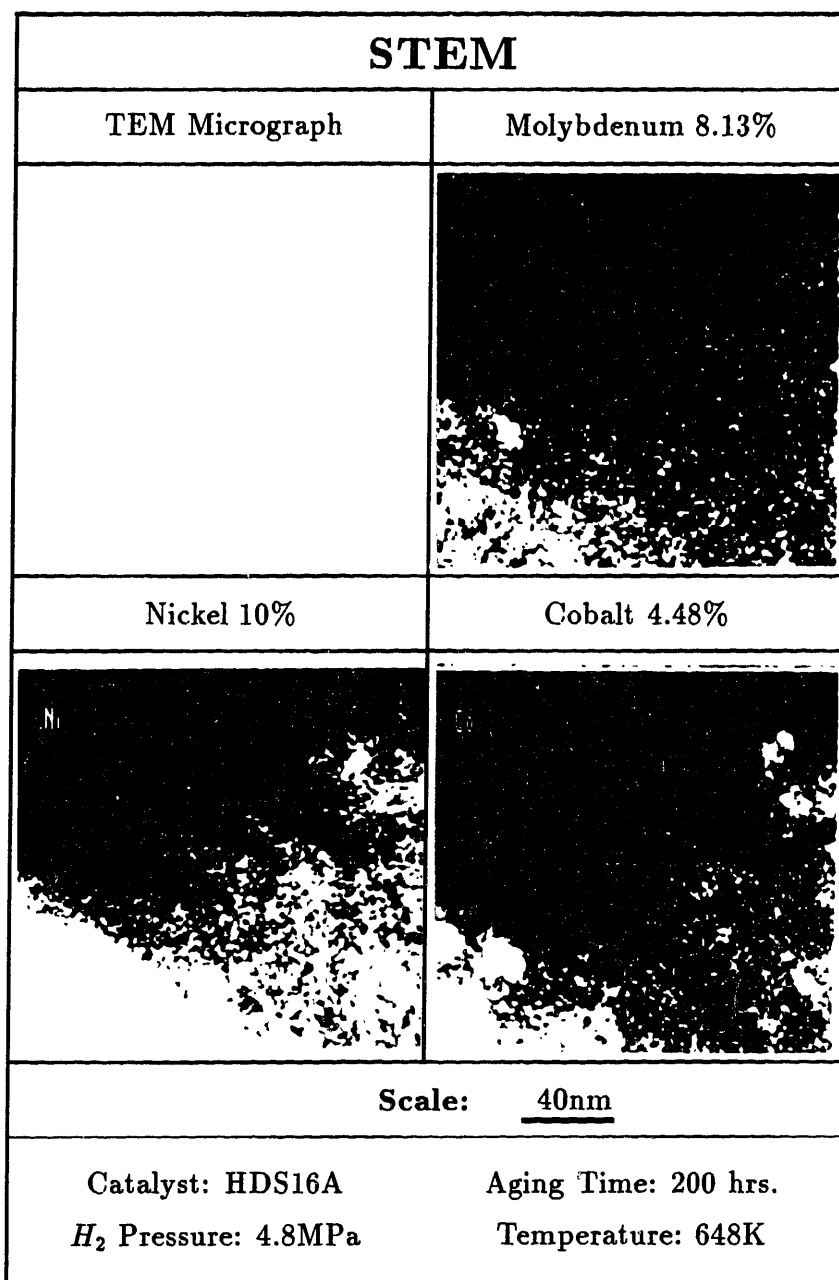 STEM
TEM Micrograph
Molybdenum 8.13%
Nickel 10%
Cobalt 4.48%
Ni
Scale: 40nm
Catalyst: HDS16A
Aging Time: 200 hrs.
H₂ Pressure: 4.8MPa
Temperature: 648K